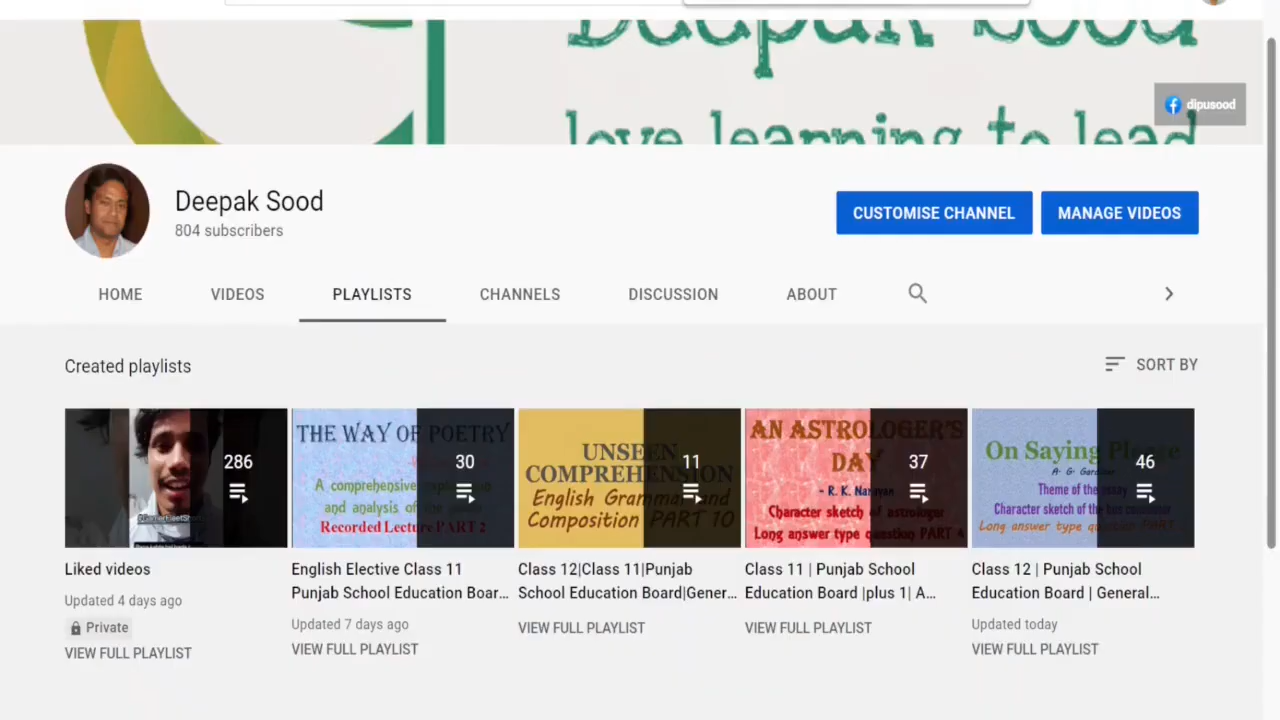 Deepak Sood
love learning to lead
dipusood
Deepak Sood
804 subscribers
CUSTOMISE CHANNEL
MANAGE VIDEOS
HOME
VIDEOS
PLAYLISTS
CHANNELS
DISCUSSION
ABOUT
Created playlists
SORT BY
286
THE WAY OF POETRY
A comprehensive
and analysis of the
Recorded Lecture PART 2
30
UNSEEN
COMPREHENSION
English Grammar and
Composition PART 10
11
AN ASTROLOGER'S
DAY
- R. K. Narayan
Character sketch of astrologer
Long answer type question PART 4
37
On Saying Please
A. G. Gardiner
Theme of the essay
Character sketch of the bus conductor
Long answer type question PART
46
Liked videos
Updated 4 days ago
Private
VIEW FULL PLAYLIST
English Elective Class 11
Punjab School Education Boar...
Updated 7 days ago
VIEW FULL PLAYLIST
Class 12|Class 11|Punjab
School Education Board|Gener...
VIEW FULL PLAYLIST
Class 11 | Punjab School
Education Board |plus 1| A...
VIEW FULL PLAYLIST
Class 12 | Punjab School
Education Board | General...
Updated today
VIEW FULL PLAYLIST